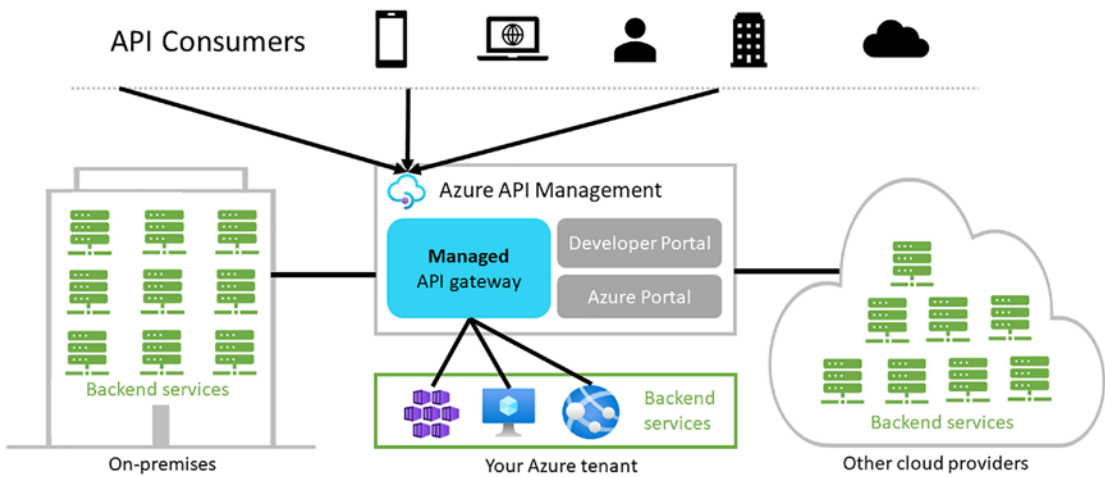 API Consumers
Azure API Management
Managed
API gateway
Developer Portal
Azure Portal
Backend services
On-premises
Backend
services
Your Azure tenant
Backend services
Other cloud providers